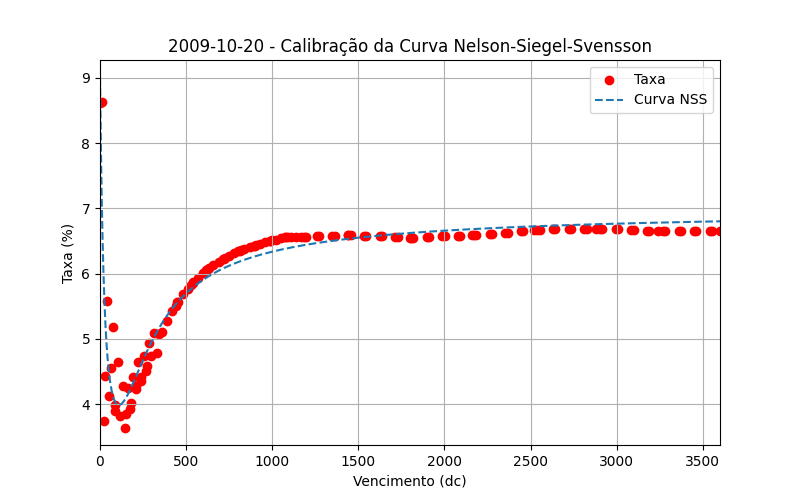 2009-10-20 - Calibração da Curva Nelson-Siegel-Svensson
Taxa
Curva NSS
Taxa (%)
9
8
7
6
5
4
0 500 1000 1500 2000 2500 3000 3500
Vencimento (dc)